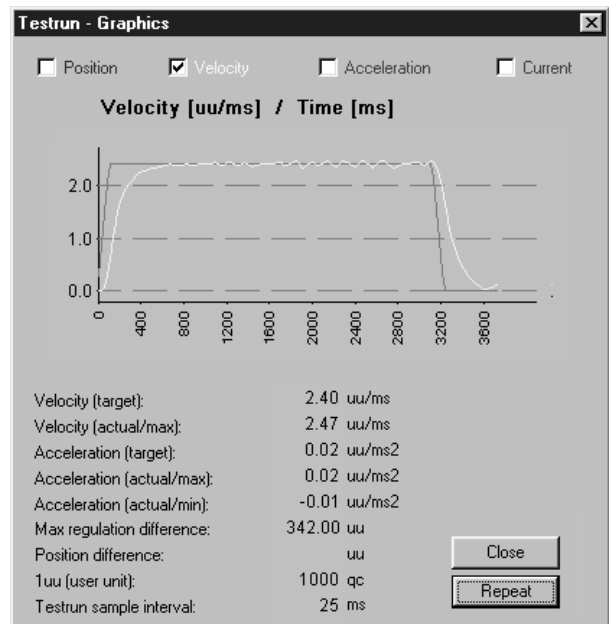 Testrun - Graphics
Position Velocity Acceleration Current
Velocity [uu/ms] / Time [ms]
2.0
1.0
0.0
0 400 800 1200 1600 2000 2400 2800 3200 3600
Velocity (target): 2.40 uu/ms
Velocity (actual/max): 2.47 uu/ms
Acceleration (target): 0.02 uu/ms2
Acceleration (actual/max): 0.02 uu/ms2
Acceleration (actual/min): -0.01 uu/ms2
Max regulation difference: 342.00 uu
Position difference: uu
1uu (user unit): 1000 qc
Testrun sample interval: 25 ms
Close
Repeat